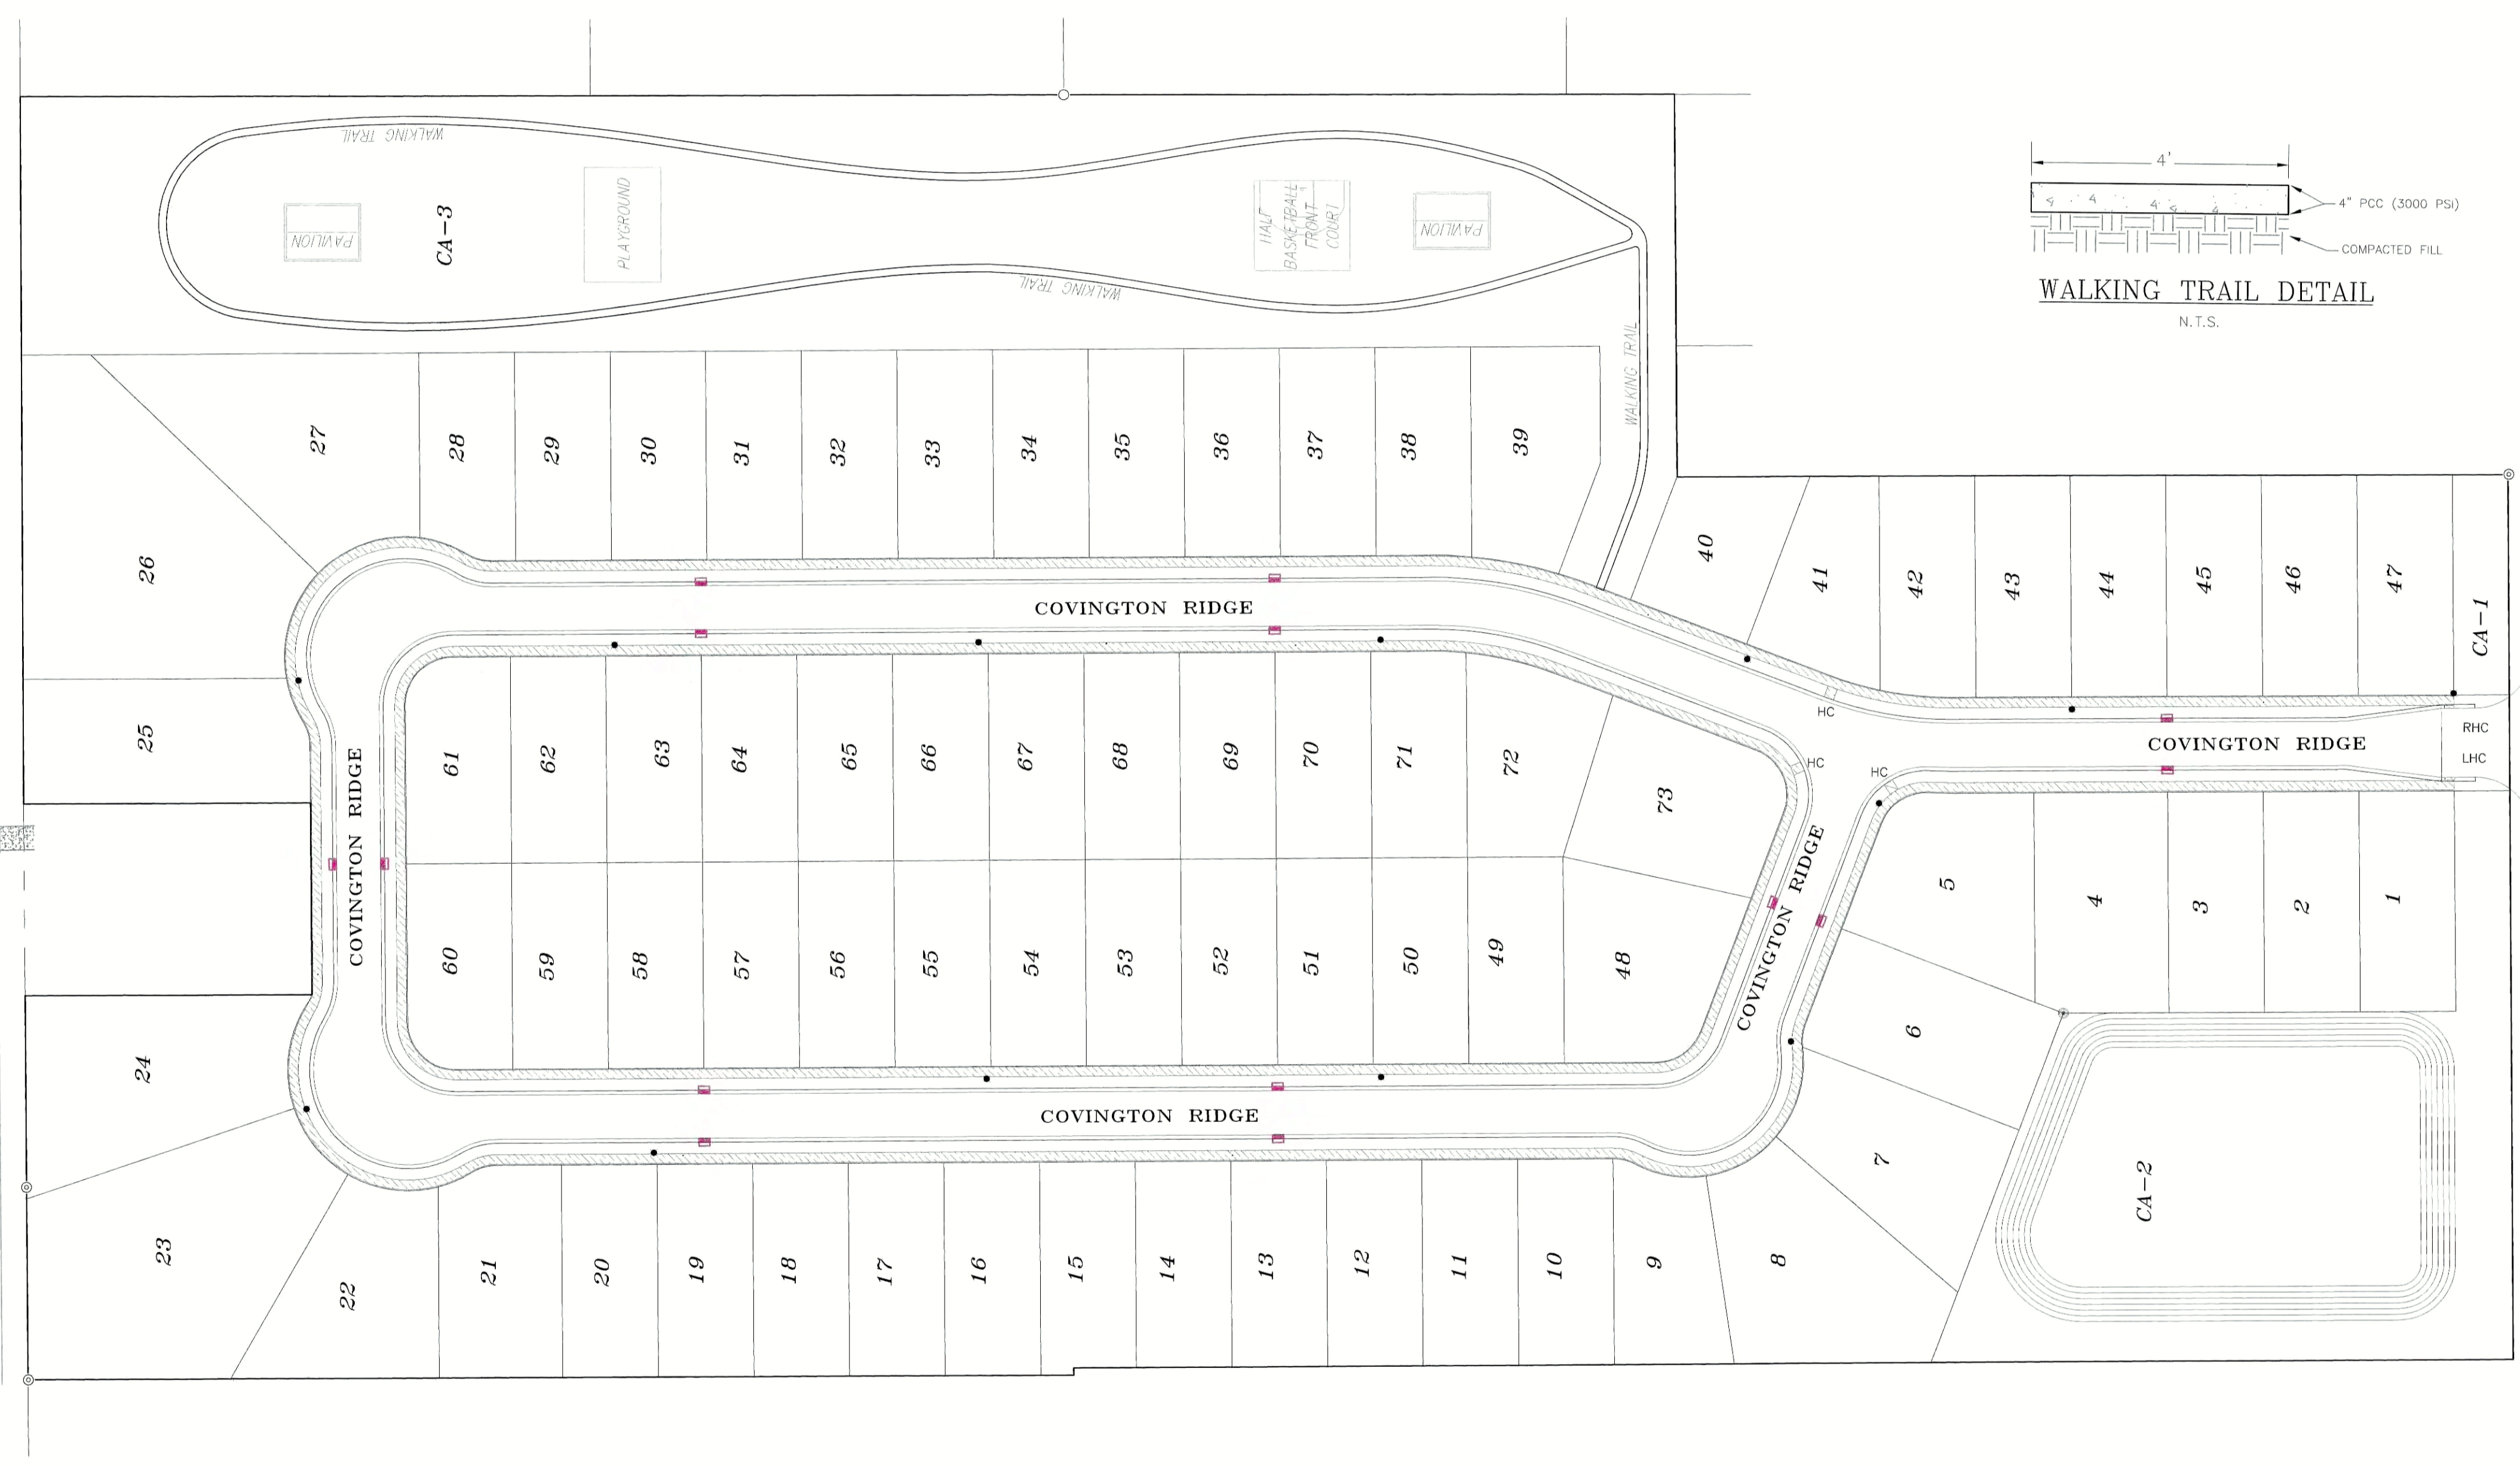 WALKING TRAIL
PAVILION
CA-3
PLAYGROUND
WALKING TRAIL
HALF
BASKETBALL
FRONT
COURT
PAVILION
WALKING TRAIL
4'
4" PCC (3000 PSI)
COMPACTED FILL
WALKING TRAIL DETAIL
N.T.S.
27
28
29
30
31
32
33
34
35
36
37
38
39
26
40
41
42
43
44
45
46
47
CA-1
COVINGTON RIDGE
HC
RHC
COVINGTON RIDGE
LHC
25
COVINGTON RIDGE
61
62
63
64
65
66
67
68
69
70
71
72
73
HC
HC
COVINGTON RIDGE
5
4
3
2
1
60
59
58
57
56
55
54
53
52
51
50
49
48
6
24
COVINGTON RIDGE
7
CA-2
23
22
21
20
19
18
17
16
15
14
13
12
11
10
9
8